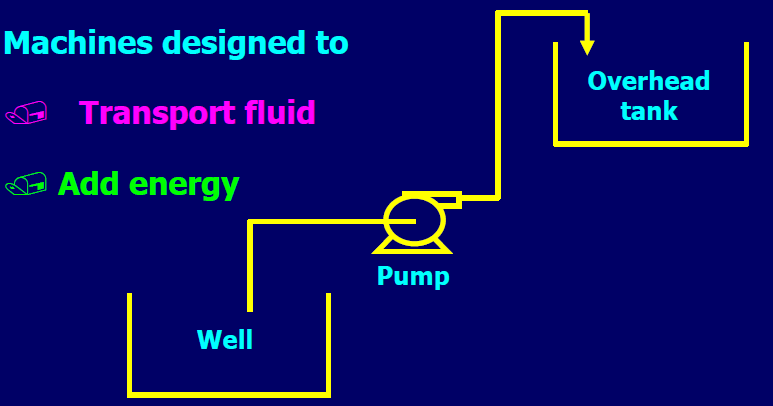 Machines designed to
Transport fluid
Add energy
Overhead
tank
Pump
Well